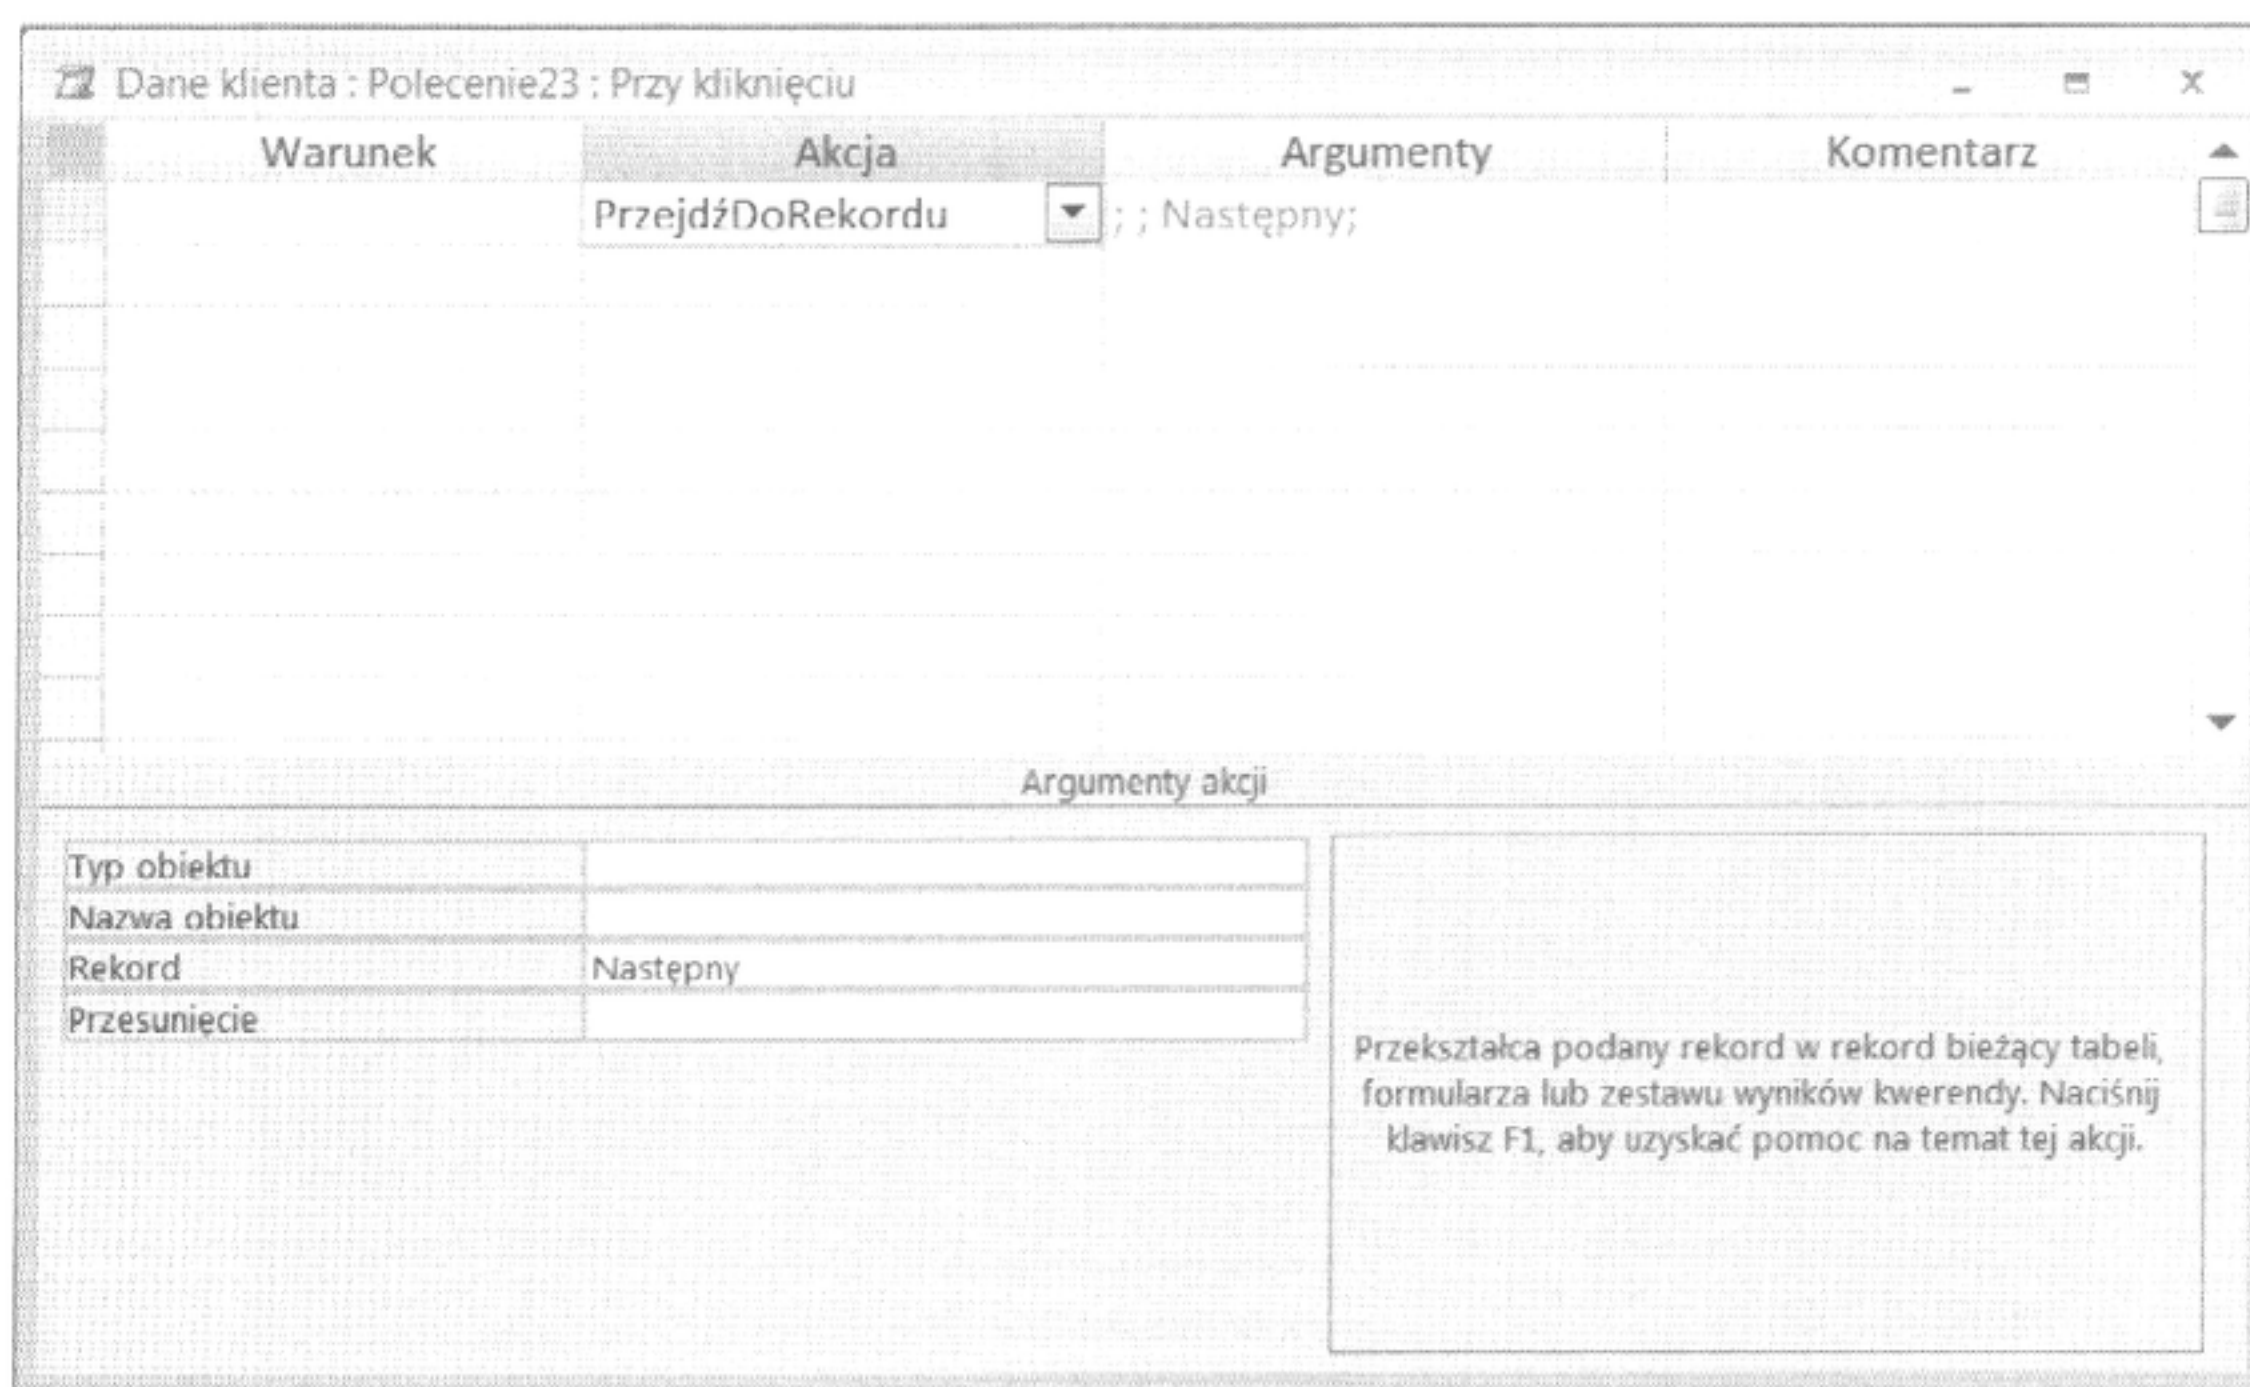 Dane klienta : Polecenie23 : Przy kliknięciu
Warunek Akcja Argumenty Komentarz
PrzejdźDoRekordu ; ; Następny;
Argumenty akcji
Typ obiektu
Nazwa obiektu
Rekord Następny
Przesunięcie
Przekształca podany rekord w rekord bieżący tabeli,
formularza lub zestawu wyników kwerendy. Naciśnij
klawisz F1, aby uzyskać pomoc na temat tej akcji.